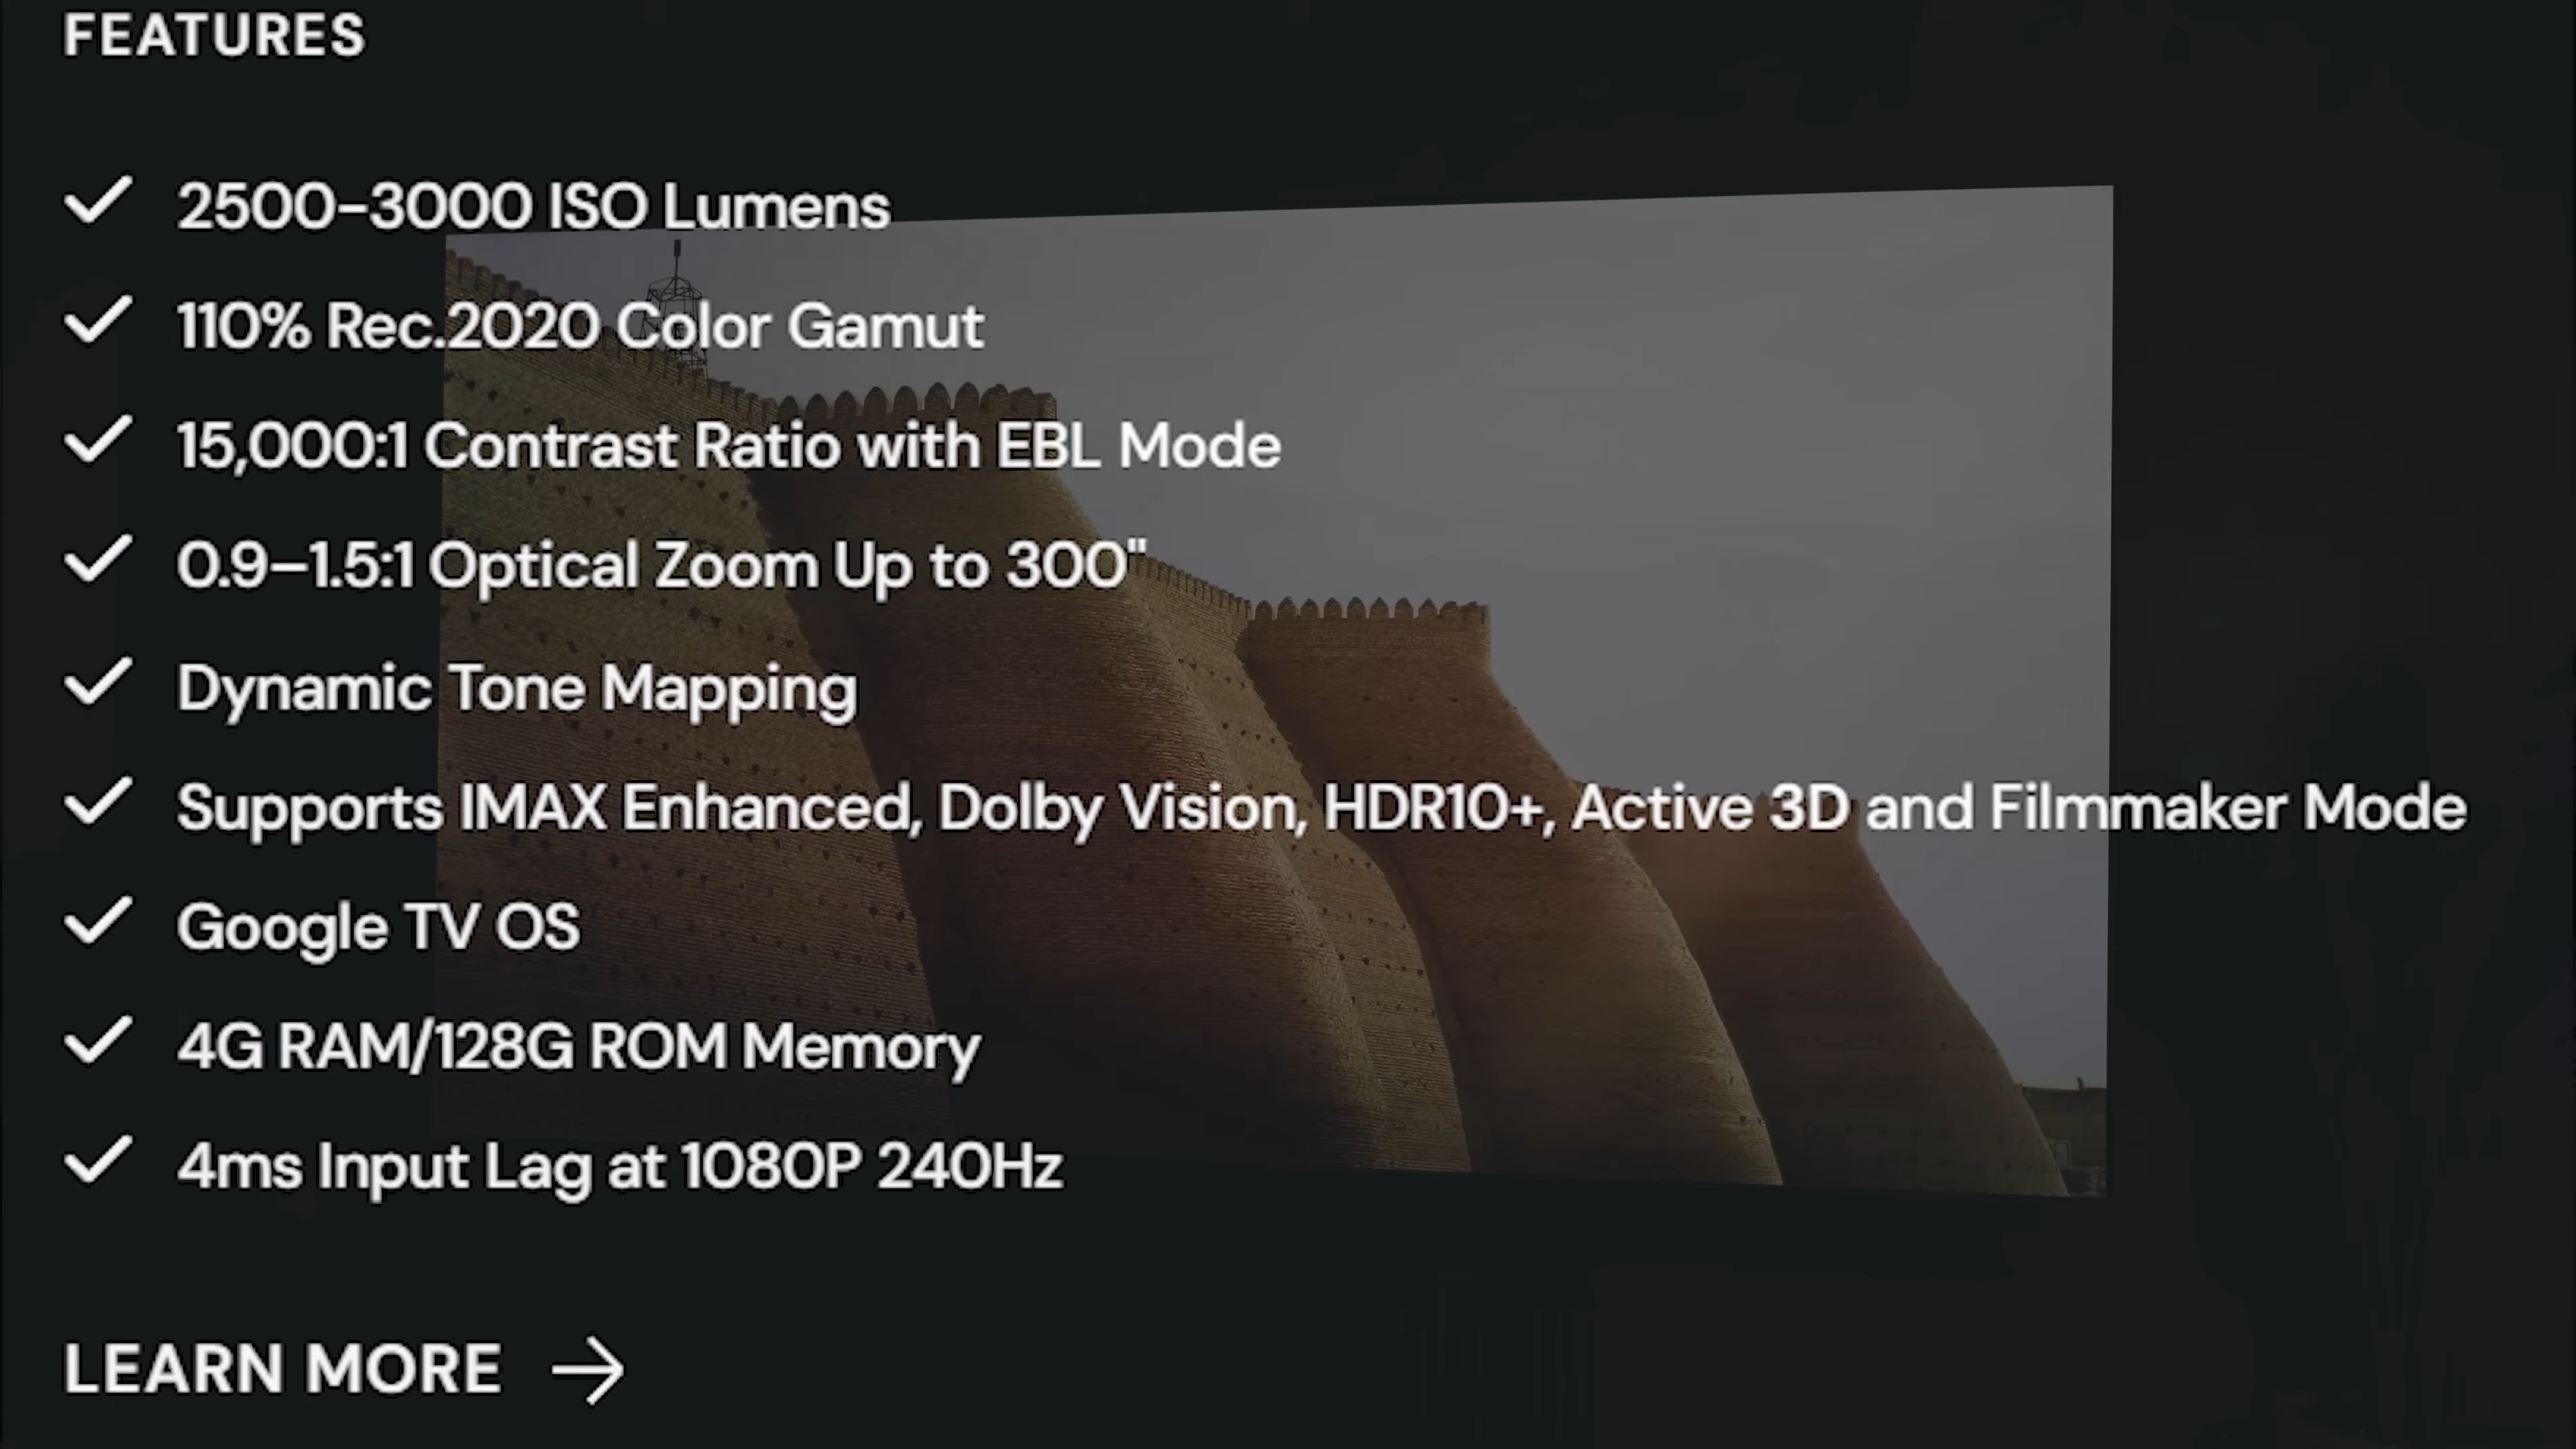 FEATURES
2500-3000 ISO Lumens
110% Rec.2020 Color Gamut
15,000:1 Contrast Ratio with EBL Mode
0.9–1.5:1 Optical Zoom Up to 300"
Dynamic Tone Mapping
Supports IMAX Enhanced, Dolby Vision, HDR10+, Active 3D and Filmmaker Mode
Google TV OS
4G RAM/128G ROM Memory
4ms Input Lag at 1080P 240Hz
LEARN MORE →